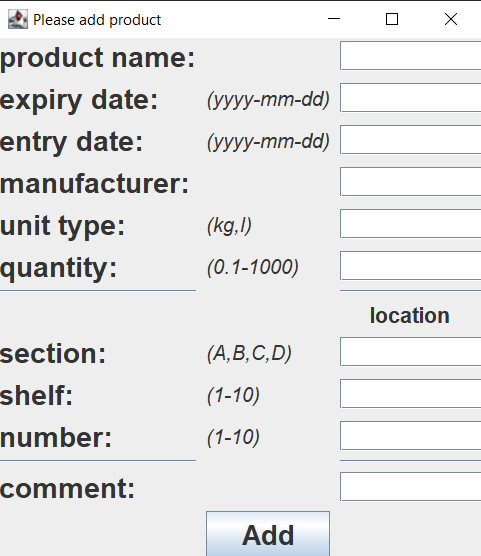 Please add product
product name:
expiry date: (yyyy-mm-dd)
entry date: (yyyy-mm-dd)
manufacturer:
unit type: (kg,l)
quantity: (0.1-1000)
location
section: (A,B,C,D)
shelf: (1-10)
number: (1-10)
comment:
Add